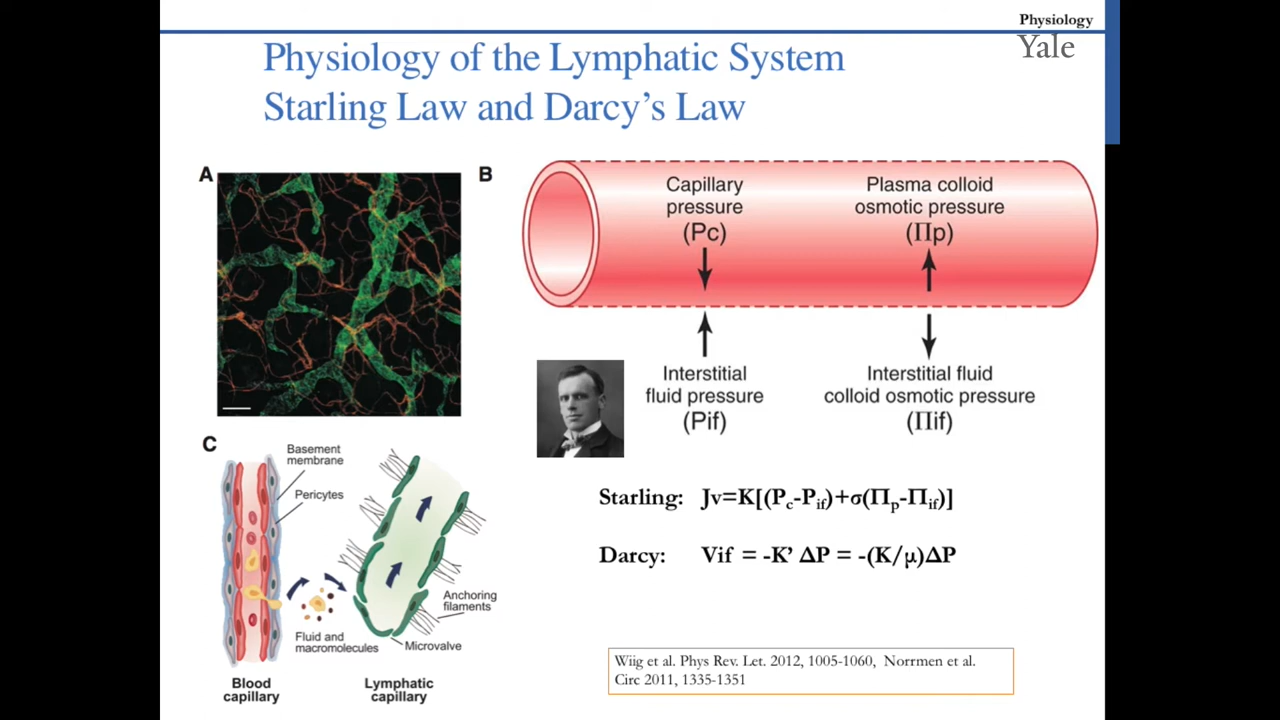 Physiology
Yale
Physiology of the Lymphatic System
Starling Law and Darcy’s Law
A
B
Capillary
pressure
(Pc)
Plasma colloid
osmotic pressure
(Πp)
Interstitial
fluid pressure
(Pif)
Interstitial fluid
colloid osmotic pressure
(Πif)
C
Basement
membrane
Pericytes
Anchoring
filaments
Fluid and
macromolecules
Microvalve
Blood
capillary
Lymphatic
capillary
Starling: Jv=K[(Pc-Pif)+σ(Πp-Πif)]
Darcy: Vif = -K’ ΔP = -(K/μ)ΔP
Wiig et al. Phys Rev. Let. 2012, 1005-1060, Norrmen et al.
Circ 2011, 1335-1351